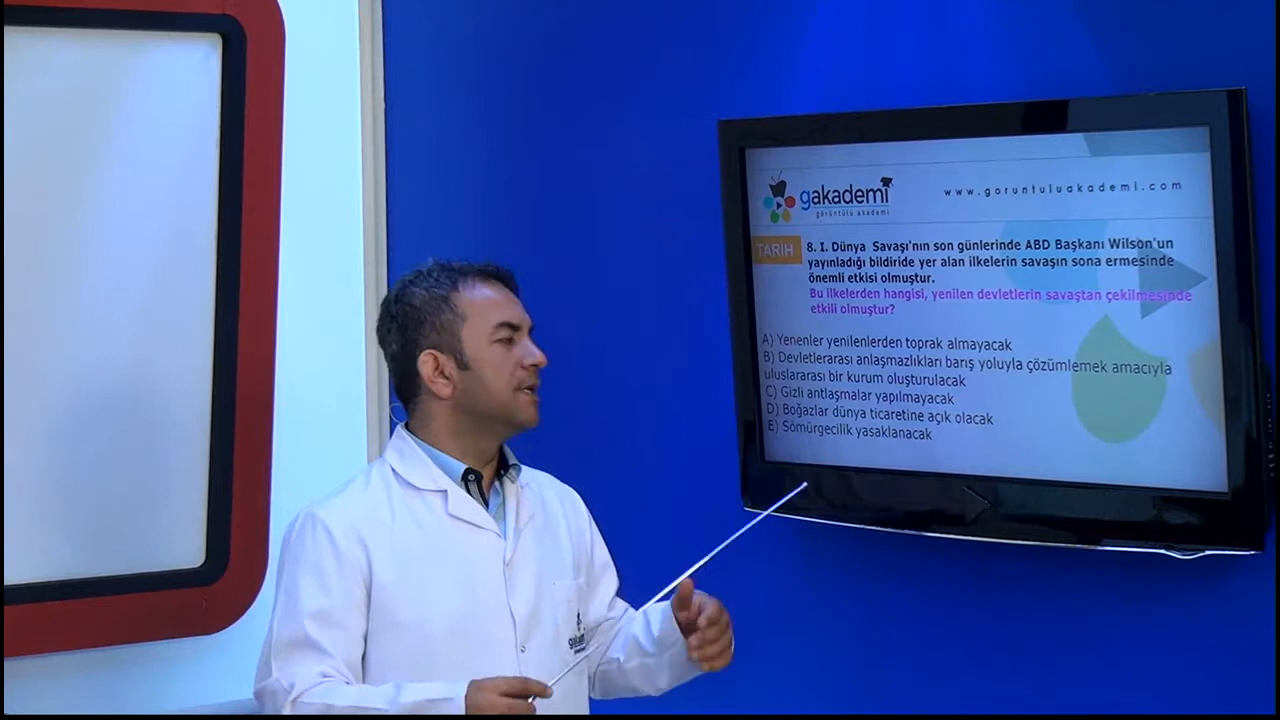 gakademi
görüntülü akademi
www.goruntuluakademi.com
TARİH
8. I. Dünya Savaşı'nın son günlerinde ABD Başkanı Wilson'un
yayınladığı bildiride yer alan ilkelerin savaşın sona ermesinde
önemli etkisi olmuştur.
Bu ilkelerden hangisi, yenilen devletlerin savaştan çekilmesinde
etkili olmuştur?
A) Yenenler yenilenlerden toprak almayacak
B) Devletlerarası anlaşmazlıkları barış yoluyla çözümlemek amacıyla
uluslararası bir kurum oluşturulacak
C) Gizli antlaşmalar yapılmayacak
D) Boğazlar dünya ticaretine açık olacak
E) Sömürgecilik yasaklanacak